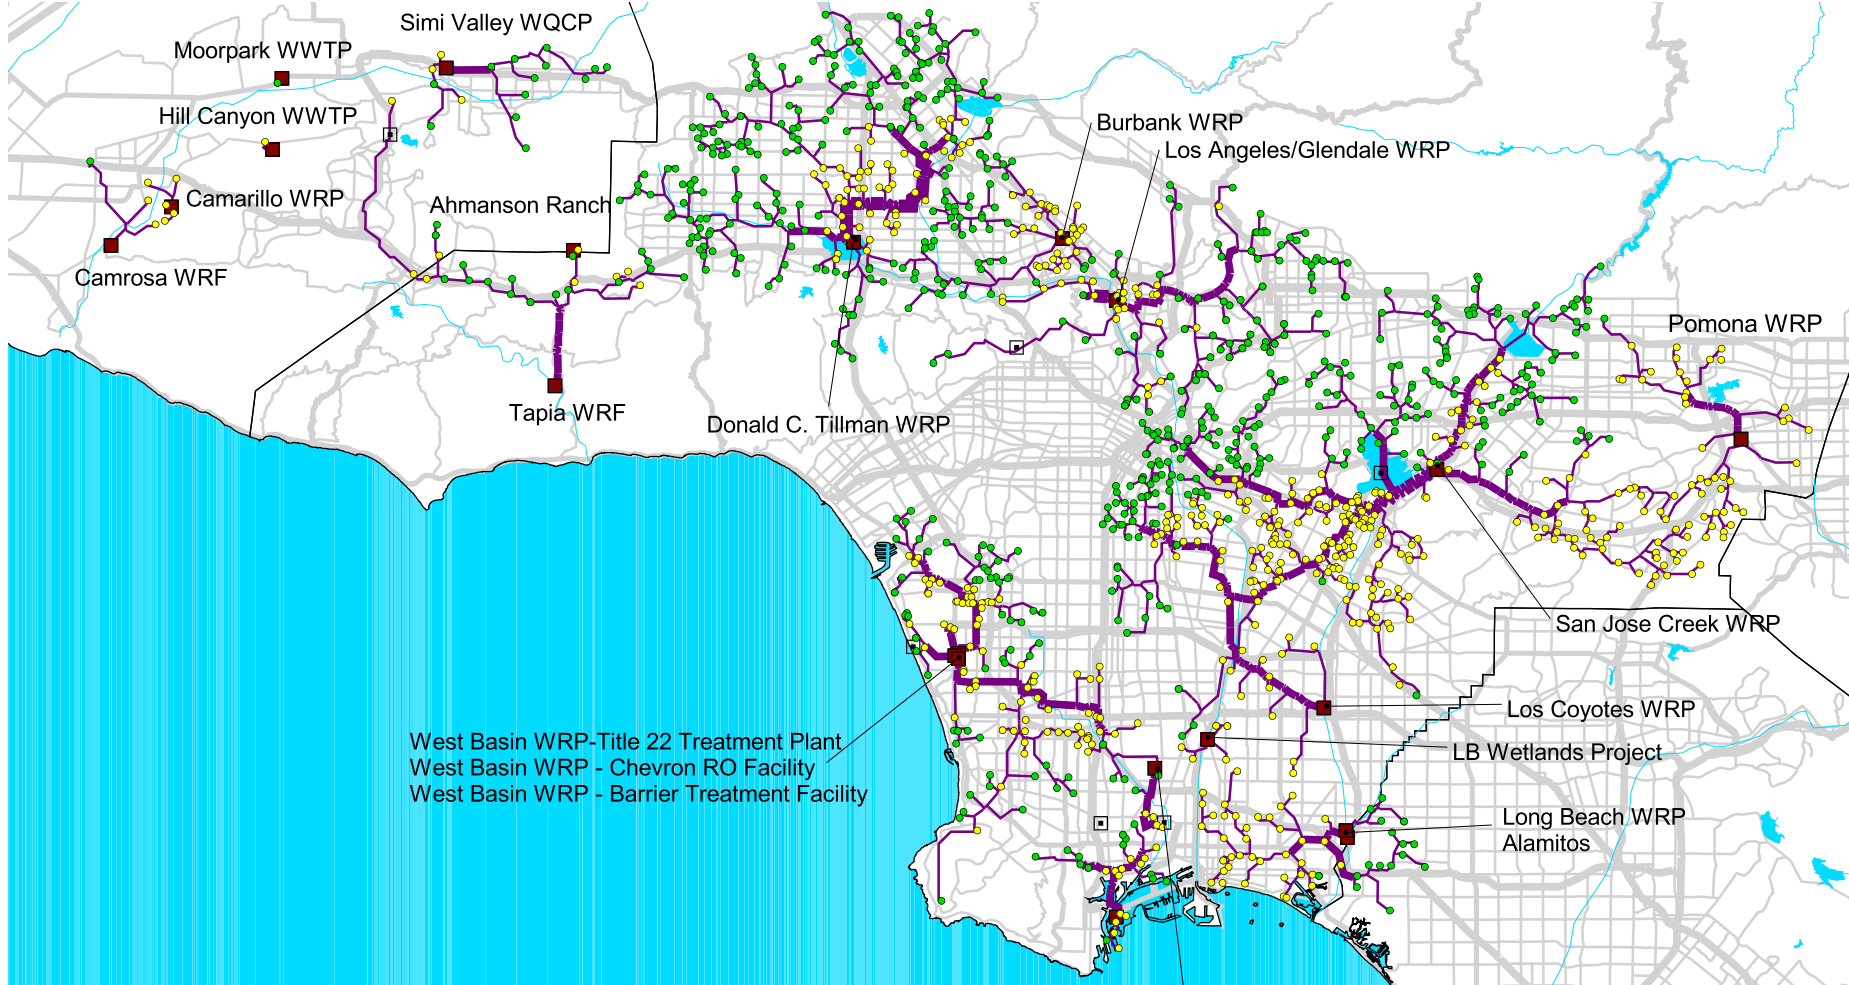 Simi Valley WQCP
Moorpark WWTP
Hill Canyon WWTP
Burbank WRP
Los Angeles/Glendale WRP
Camarillo WRP
Ahmanson Ranch
Camrosa WRF
Pomona WRP
Tapia WRF
Donald C. Tillman WRP
San Jose Creek WRP
Los Coyotes WRP
West Basin WRP-Title 22 Treatment Plant
LB Wetlands Project
West Basin WRP - Chevron RO Facility
West Basin WRP - Barrier Treatment Facility
Long Beach WRP
Alamitos